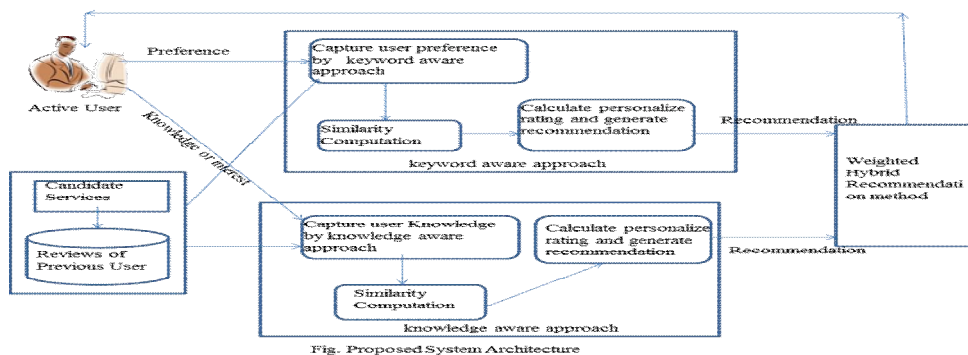 Preference
Capture user preference
by keyword aware
approach
Active User
Similarity
Computation
Calculate personalize
rating and generate
recommendation
Recommendation
keyword aware approach
Knowledge or interest
Weighted
Hybrid
Recommendati
on method
Candidate
Services
Reviews of
Previous User
Capture user Knowledge
by knowledge aware
approach
Calculate personalize
rating and generate
recommendation
Recommendation
Similarity
Computation
knowledge aware approach
Fig. Proposed System Architecture